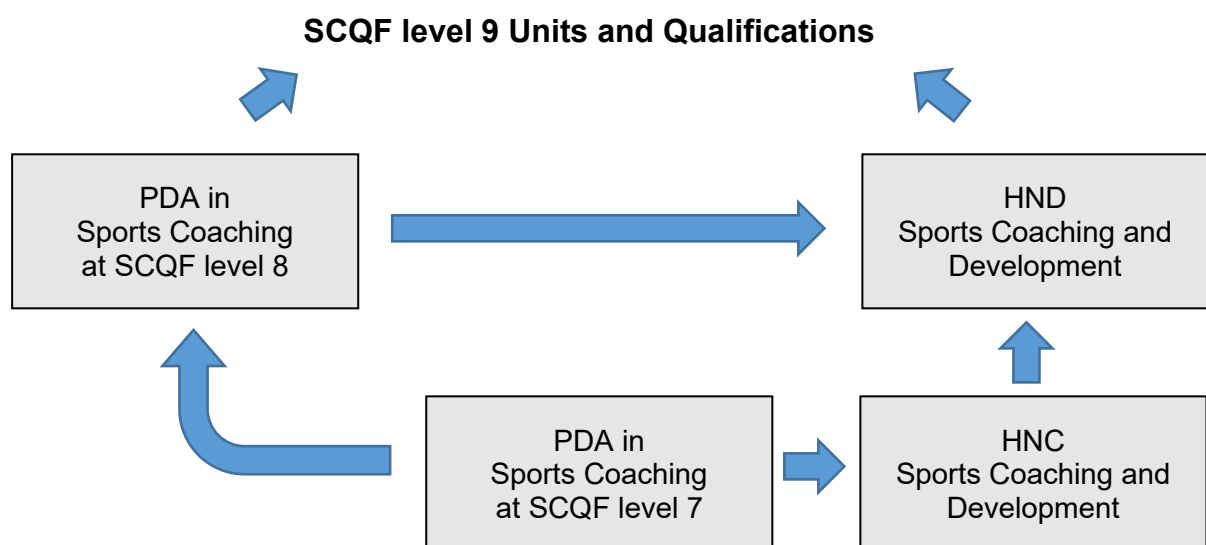 SCQF level 9 Units and Qualifications
PDA in
Sports Coaching
at SCQF level 8
HND
Sports Coaching and
Development
PDA in
Sports Coaching
at SCQF level 7
HNC
Sports Coaching and
Development